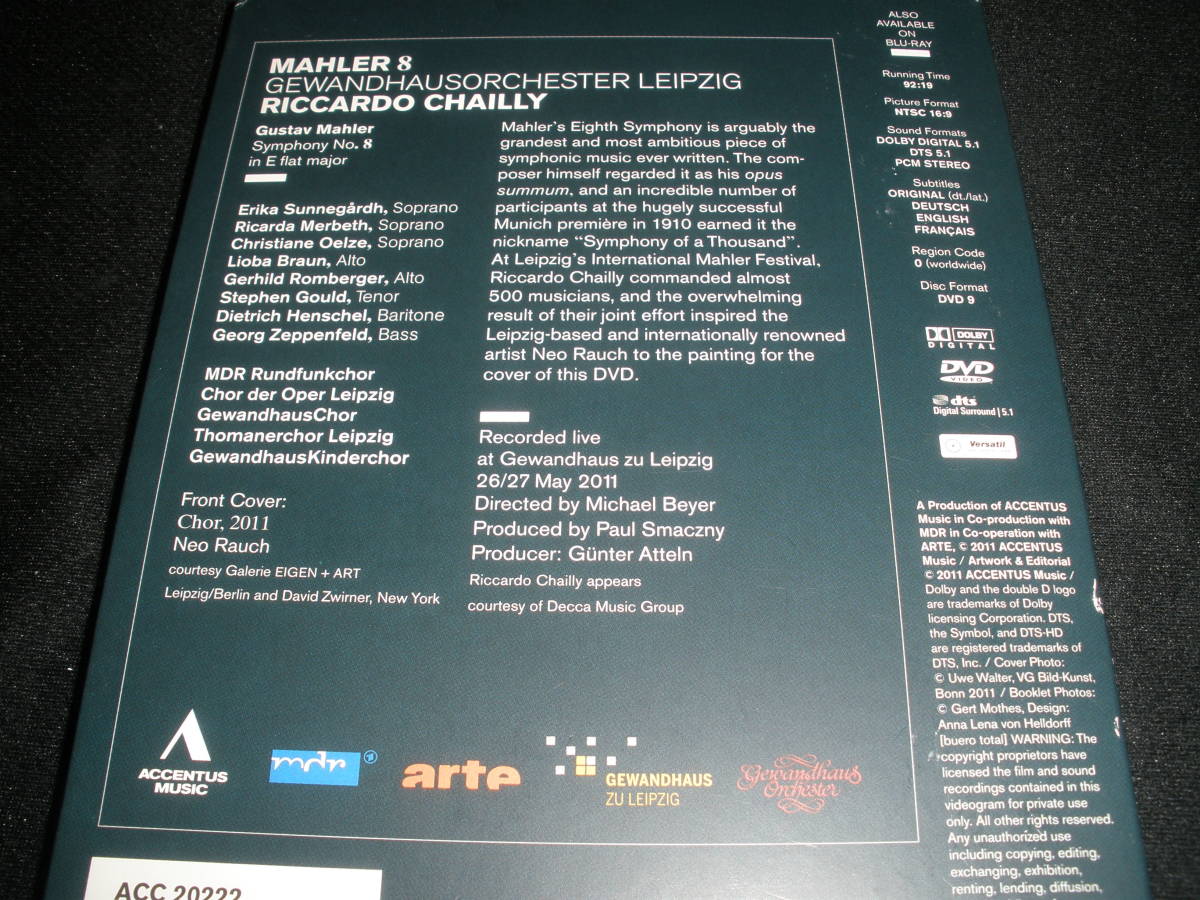 MAHLER 8
GEWANDHAUSORCHESTER LEIPZIG
RICCARDO CHAILLY
Gustav Mahler
Symphony No. 8
in E flat major
Erika Sunnegårdh, Soprano
Ricarda Merbeth, Soprano
Christiane Oelze, Soprano
Lioba Braun, Alto
Gerhild Romberger, Alto
Stephen Gould, Tenor
Dietrich Henschel, Baritone
Georg Zeppenfeld, Bass
MDR Rundfunkchor
Chor der Oper Leipzig
GewandhausChor
Thomanerchor Leipzig
GewandhausKinderchor
Front Cover:
Chor, 2011
Neo Rauch
courtesy Galerie EIGEN + ART
Leipzig/Berlin and David Zwirner, New York
Mahler's Eighth Symphony is arguably the
grandest and most ambitious piece of
symphonic music ever written. The com-
poser himself regarded it as his opus
summum, and an incredible number of
participants at the hugely successful
Munich première in 1910 earned it the
nickname “Symphony of a Thousand”.
At Leipzig's International Mahler Festival,
Riccardo Chailly commanded almost
500 musicians, and the overwhelming
result of their joint effort inspired the
Leipzig-based and internationally renowned
artist Neo Rauch to the painting for the
cover of this DVD.
Recorded live
at Gewandhaus zu Leipzig
26/27 May 2011
Directed by Michael Beyer
Produced by Paul Smaczny
Producer: Günter Atteln
Riccardo Chailly appears
courtesy of Decca Music Group
ACCENTUS
MUSIC
mdr
arte
GEWANDHAUS
ZU LEIPZIG
Gewandhaus
Orchester
ACC 20222
ALSO
AVAILABLE
ON
BLU-RAY
Running Time
92:19
Picture Format
NTSC 16:9
Sound Formats
DOLBY DIGITAL 5.1
DTS 5.1
PCM STEREO
Subtitles
ORIGINAL (dt./lat.)
DEUTSCH
ENGLISH
FRANÇAIS
Region Code
0 (worldwide)
Disc Format
DVD 9
DOLBY
DIGITAL
DVD
VIDEO
dts
Digital Surround | 5.1
Versatil
A Production of ACCENTUS
Music in Co-production with
MDR in Co-operation with
ARTE, © 2011 ACCENTUS
Music / Artwork & Editorial
© 2011 ACCENTUS Music /
Dolby and the double D logo
are trademarks of Dolby
licensing Corporation. DTS,
the Symbol, and DTS-HD
are registered trademarks of
DTS, Inc. / Cover Photo:
© Uwe Walter, VG Bild-Kunst,
Bonn 2011 / Booklet Photos:
© Gert Mothes, Design:
Anna Lena von Helldorff
[buero total] WARNING: The
copyright proprietors have
licensed the film and sound
recordings contained in this
videogram for private use
only. All other rights reserved.
Any unauthorized use
including copying, editing,
exchanging, exhibition,
renting, lending, diffusion,